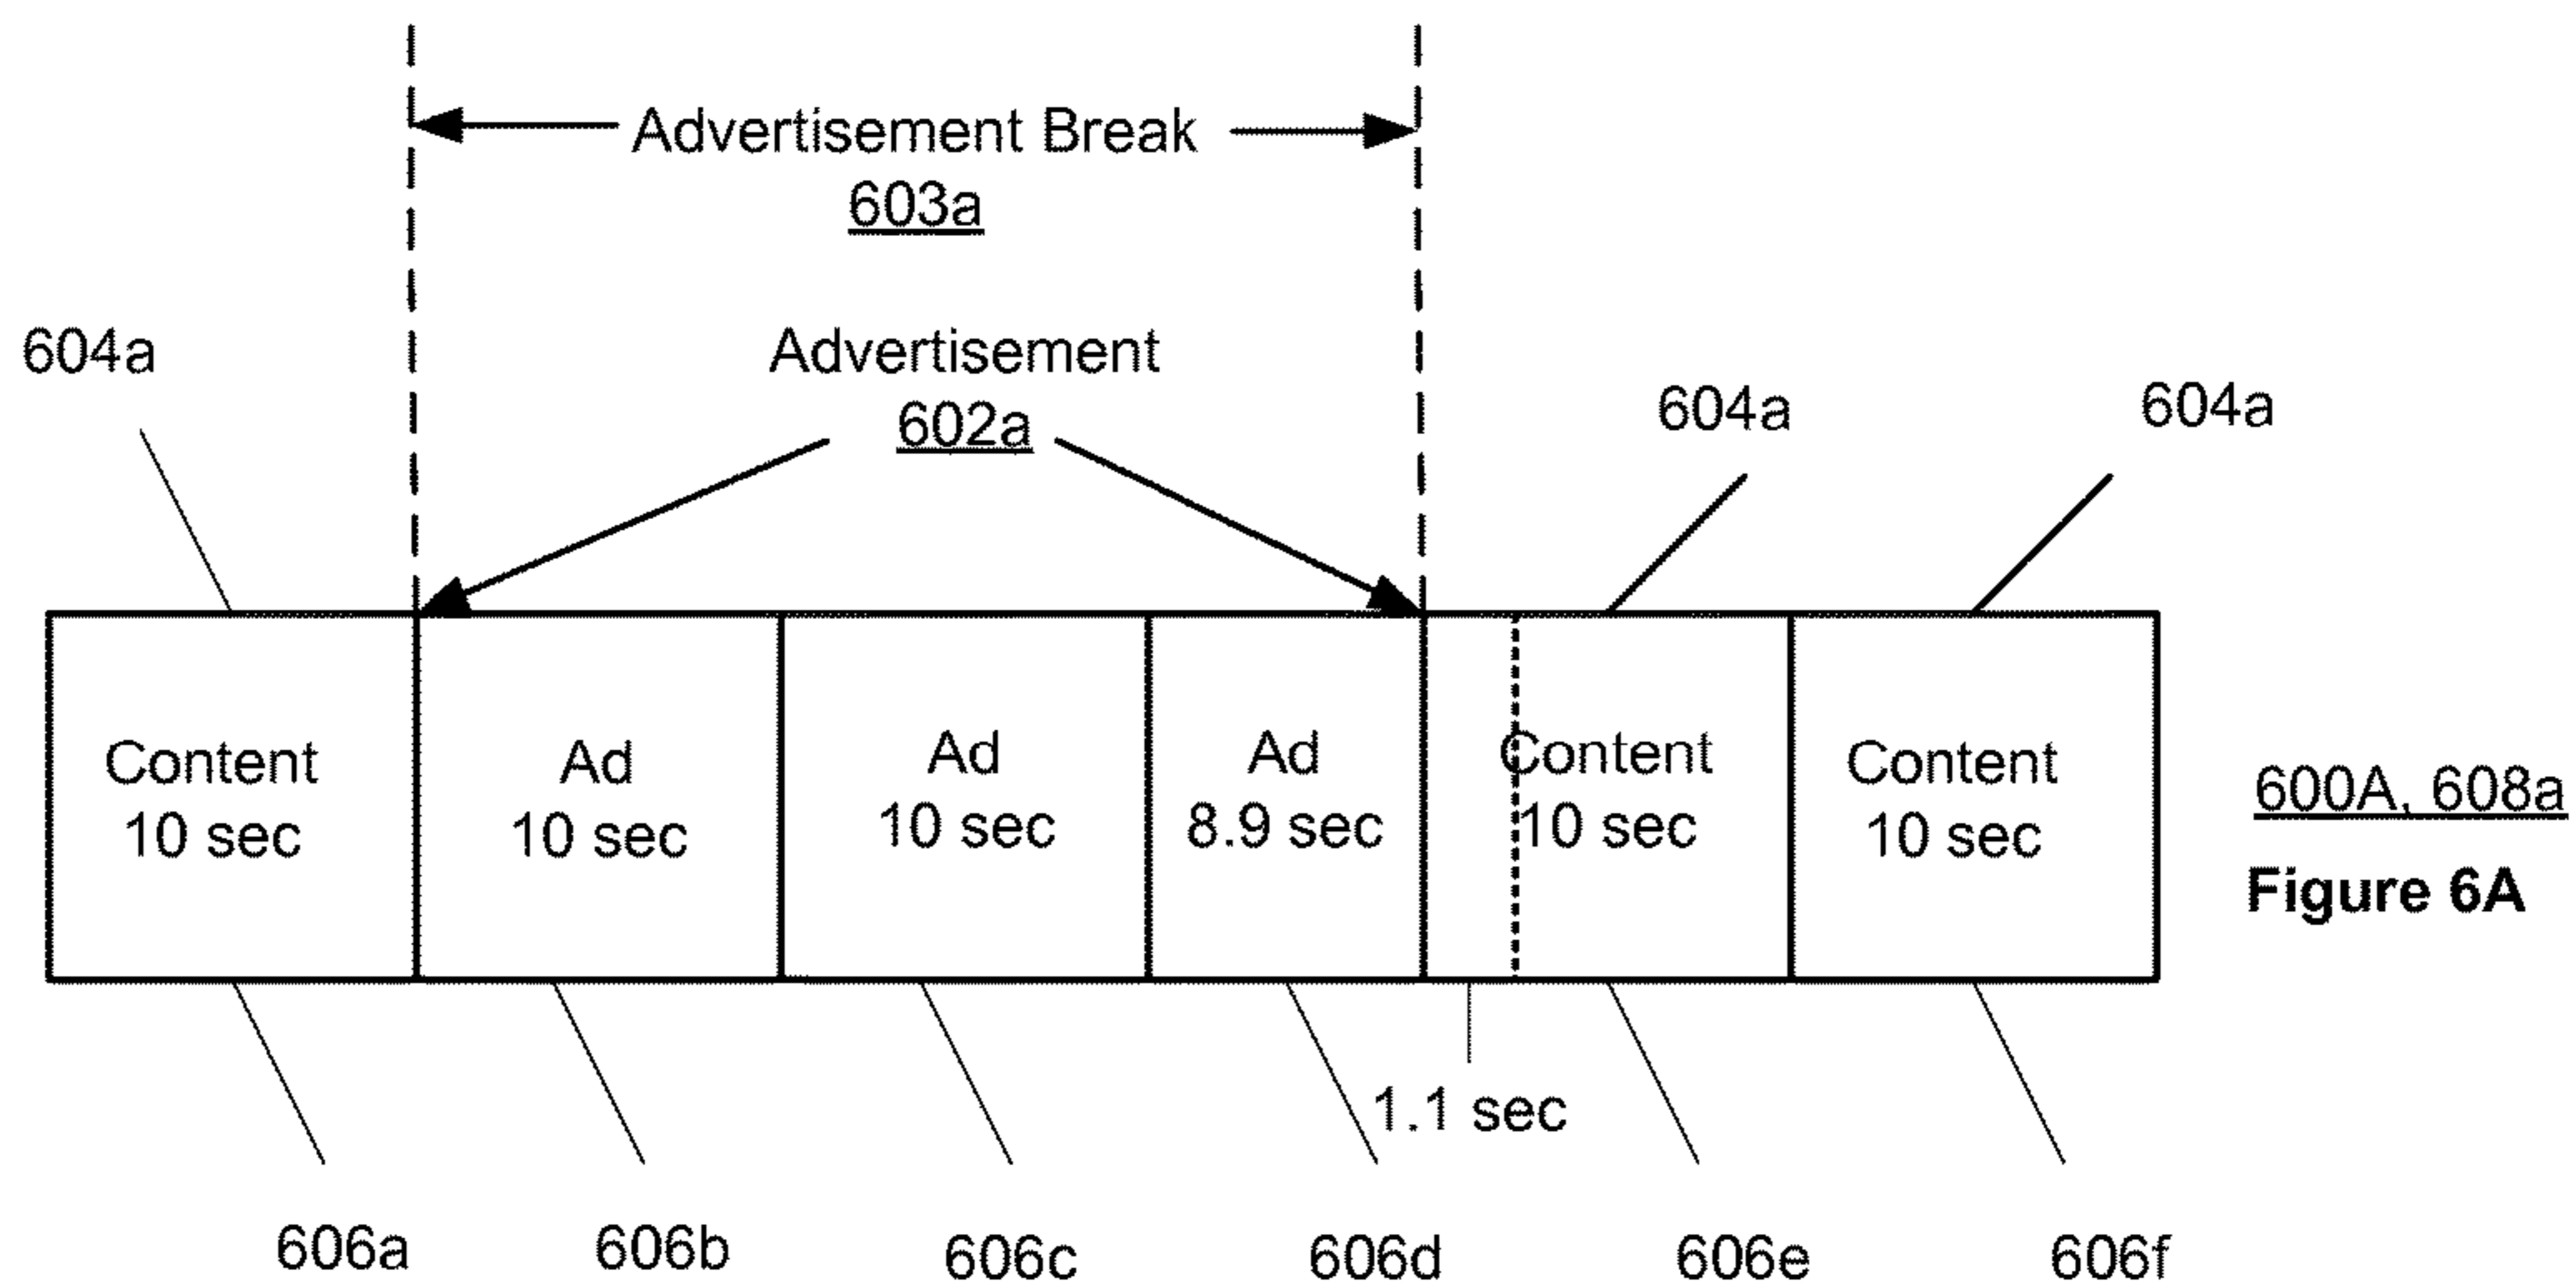 Advertisement Break
603a
604a
Advertisement
602a
604a
604a
Content
10 sec
Ad
10 sec
Ad
10 sec
Ad
8.9 sec
Content
10 sec
Content
10 sec
600A, 608a
Figure 6A
1.1 sec
606a
606b
606c
606d
606e
606f